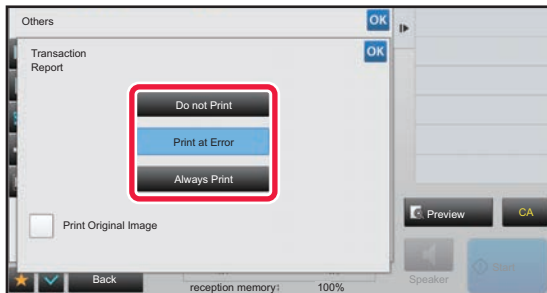 Others
OK
Transaction
Report
OK
Do not Print
Print at Error
Always Print
Print Original Image
Preview
CA
Back
reception memory:
100%
Speaker
Start